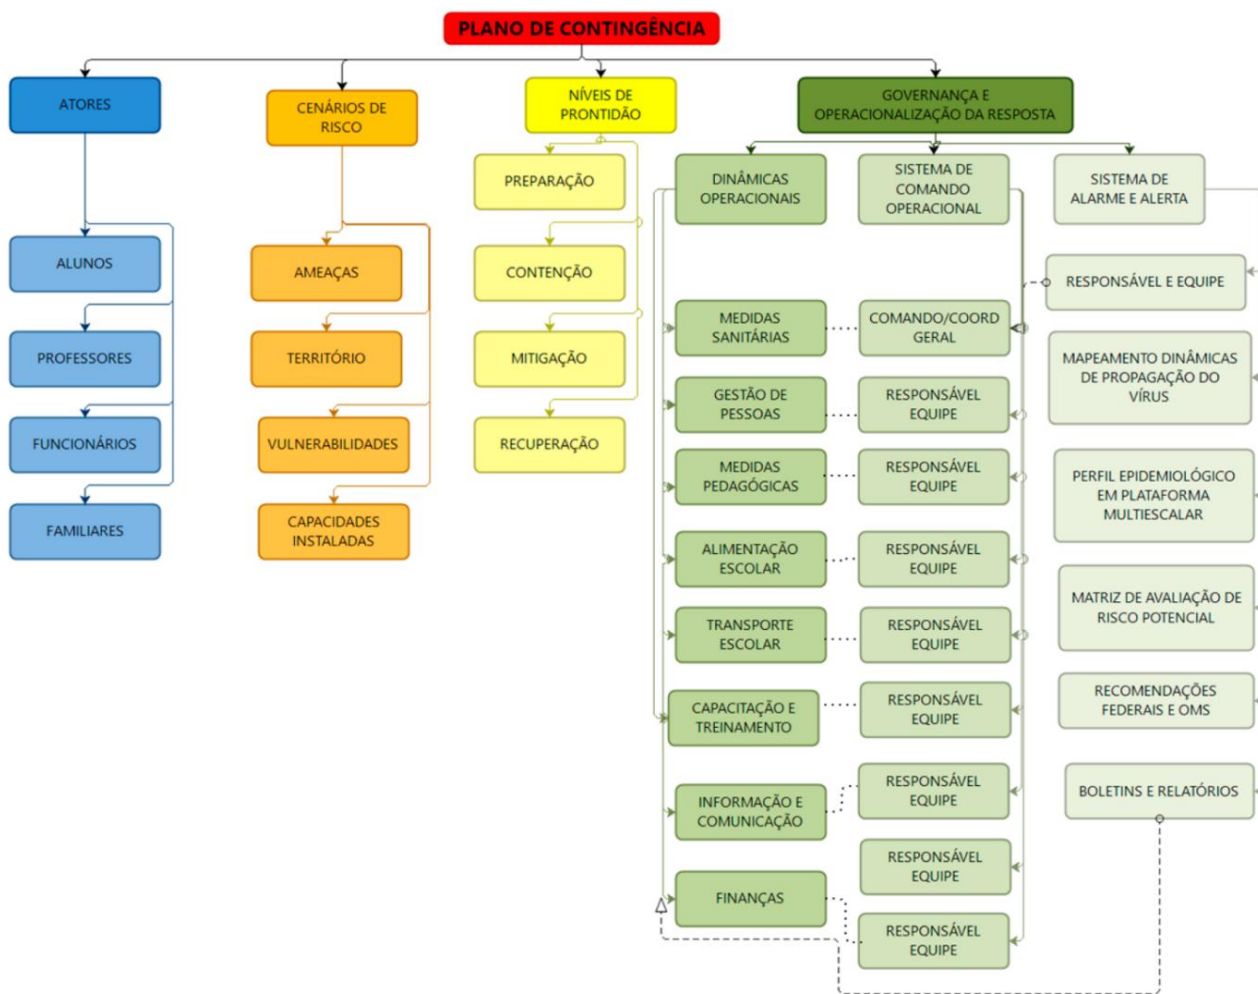 PLANO DE CONTINGÊNCIA
ATORES
CENÁRIOS DE
RISCO
NÍVEIS DE
PRONTIDÃO
GOVERNANÇA E
OPERACIONALIZAÇÃO DA RESPOSTA
ALUNOS
PROFESSORES
FUNCIONÁRIOS
FAMILIARES
AMEAÇAS
TERRITÓRIO
VULNERABILIDADES
CAPACIDADES
INSTALADAS
PREPARAÇÃO
CONTENÇÃO
MITIGAÇÃO
RECUPERAÇÃO
DINÂMICAS
OPERACIONAIS
MEDIDAS
SANITÁRIAS
GESTÃO DE
PESSOAS
MEDIDAS
PEDAGÓGICAS
ALIMENTAÇÃO
ESCOLAR
TRANSPORTE
ESCOLAR
CAPACITAÇÃO E
TREINAMENTO
INFORMAÇÃO E
COMUNICAÇÃO
FINANÇAS
SISTEMA DE
COMANDO
OPERACIONAL
COMANDO/COORD
GERAL
RESPONSÁVEL
EQUIPE
RESPONSÁVEL
EQUIPE
RESPONSÁVEL
EQUIPE
RESPONSÁVEL
EQUIPE
RESPONSÁVEL
EQUIPE
RESPONSÁVEL
EQUIPE
RESPONSÁVEL
EQUIPE
RESPONSÁVEL
EQUIPE
SISTEMA DE
ALARME E ALERTA
RESPONSÁVEL E EQUIPE
MAPEAMENTO DINÂMICAS
DE PROPAGAÇÃO DO
VÍRUS
PERFIL EPIDEMIOLÓGICO
EM PLATAFORMA
MULTIESCALAR
MATRIZ DE AVALIAÇÃO DE
RISCO POTENCIAL
RECOMENDAÇÕES
FEDERAIS E OMS
BOLETINS E RELATÓRIOS